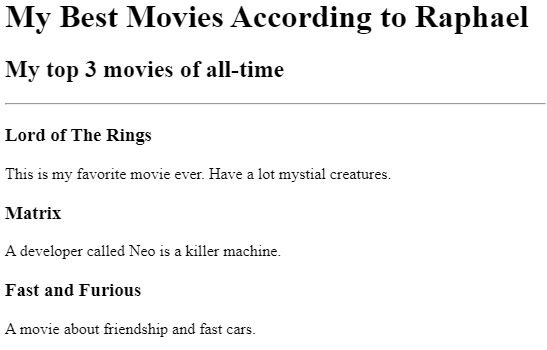 My Best Movies According to Raphael
My top 3 movies of all-time
Lord of The Rings
This is my favorite movie ever. Have a lot mystial creatures.
Matrix
A developer called Neo is a killer machine.
Fast and Furious
A movie about friendship and fast cars.